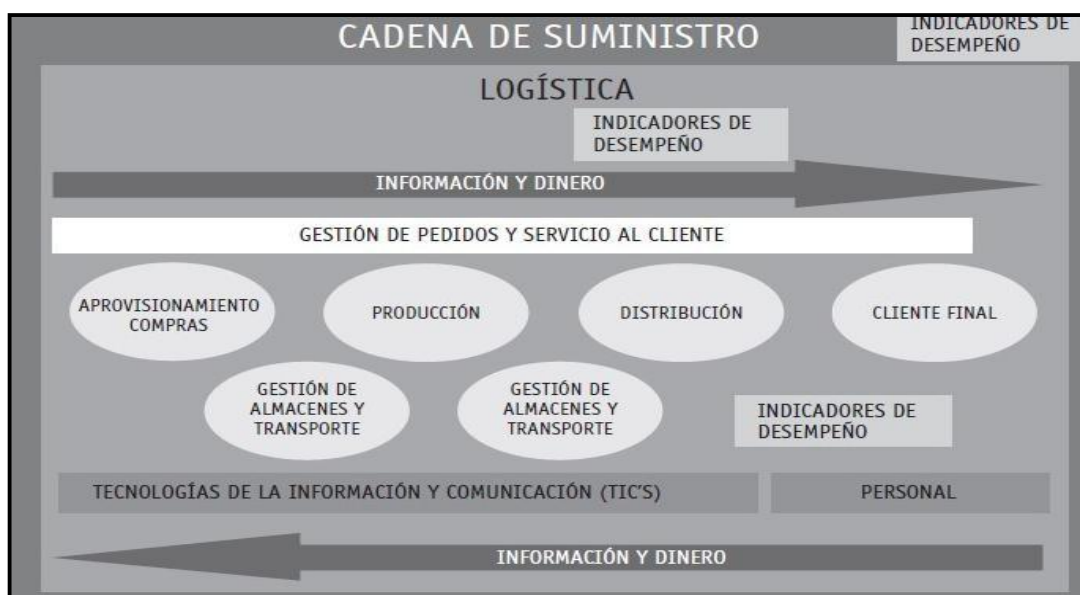 CADENA DE SUMINISTRO
INDICADORES DE
DESEMPEÑO
LOGÍSTICA
INDICADORES DE
DESEMPEÑO
INFORMACIÓN Y DINERO
GESTIÓN DE PEDIDOS Y SERVICIO AL CLIENTE
APROVISIONAMIENTO
COMPRAS
PRODUCCIÓN
DISTRIBUCIÓN
CLIENTE FINAL
GESTIÓN DE
ALMACENES Y
TRANSPORTE
GESTIÓN DE
ALMACENES Y
TRANSPORTE
INDICADORES DE
DESEMPEÑO
TECNOLOGÍAS DE LA INFORMACIÓN Y COMUNICACIÓN (TIC'S)
PERSONAL
INFORMACIÓN Y DINERO